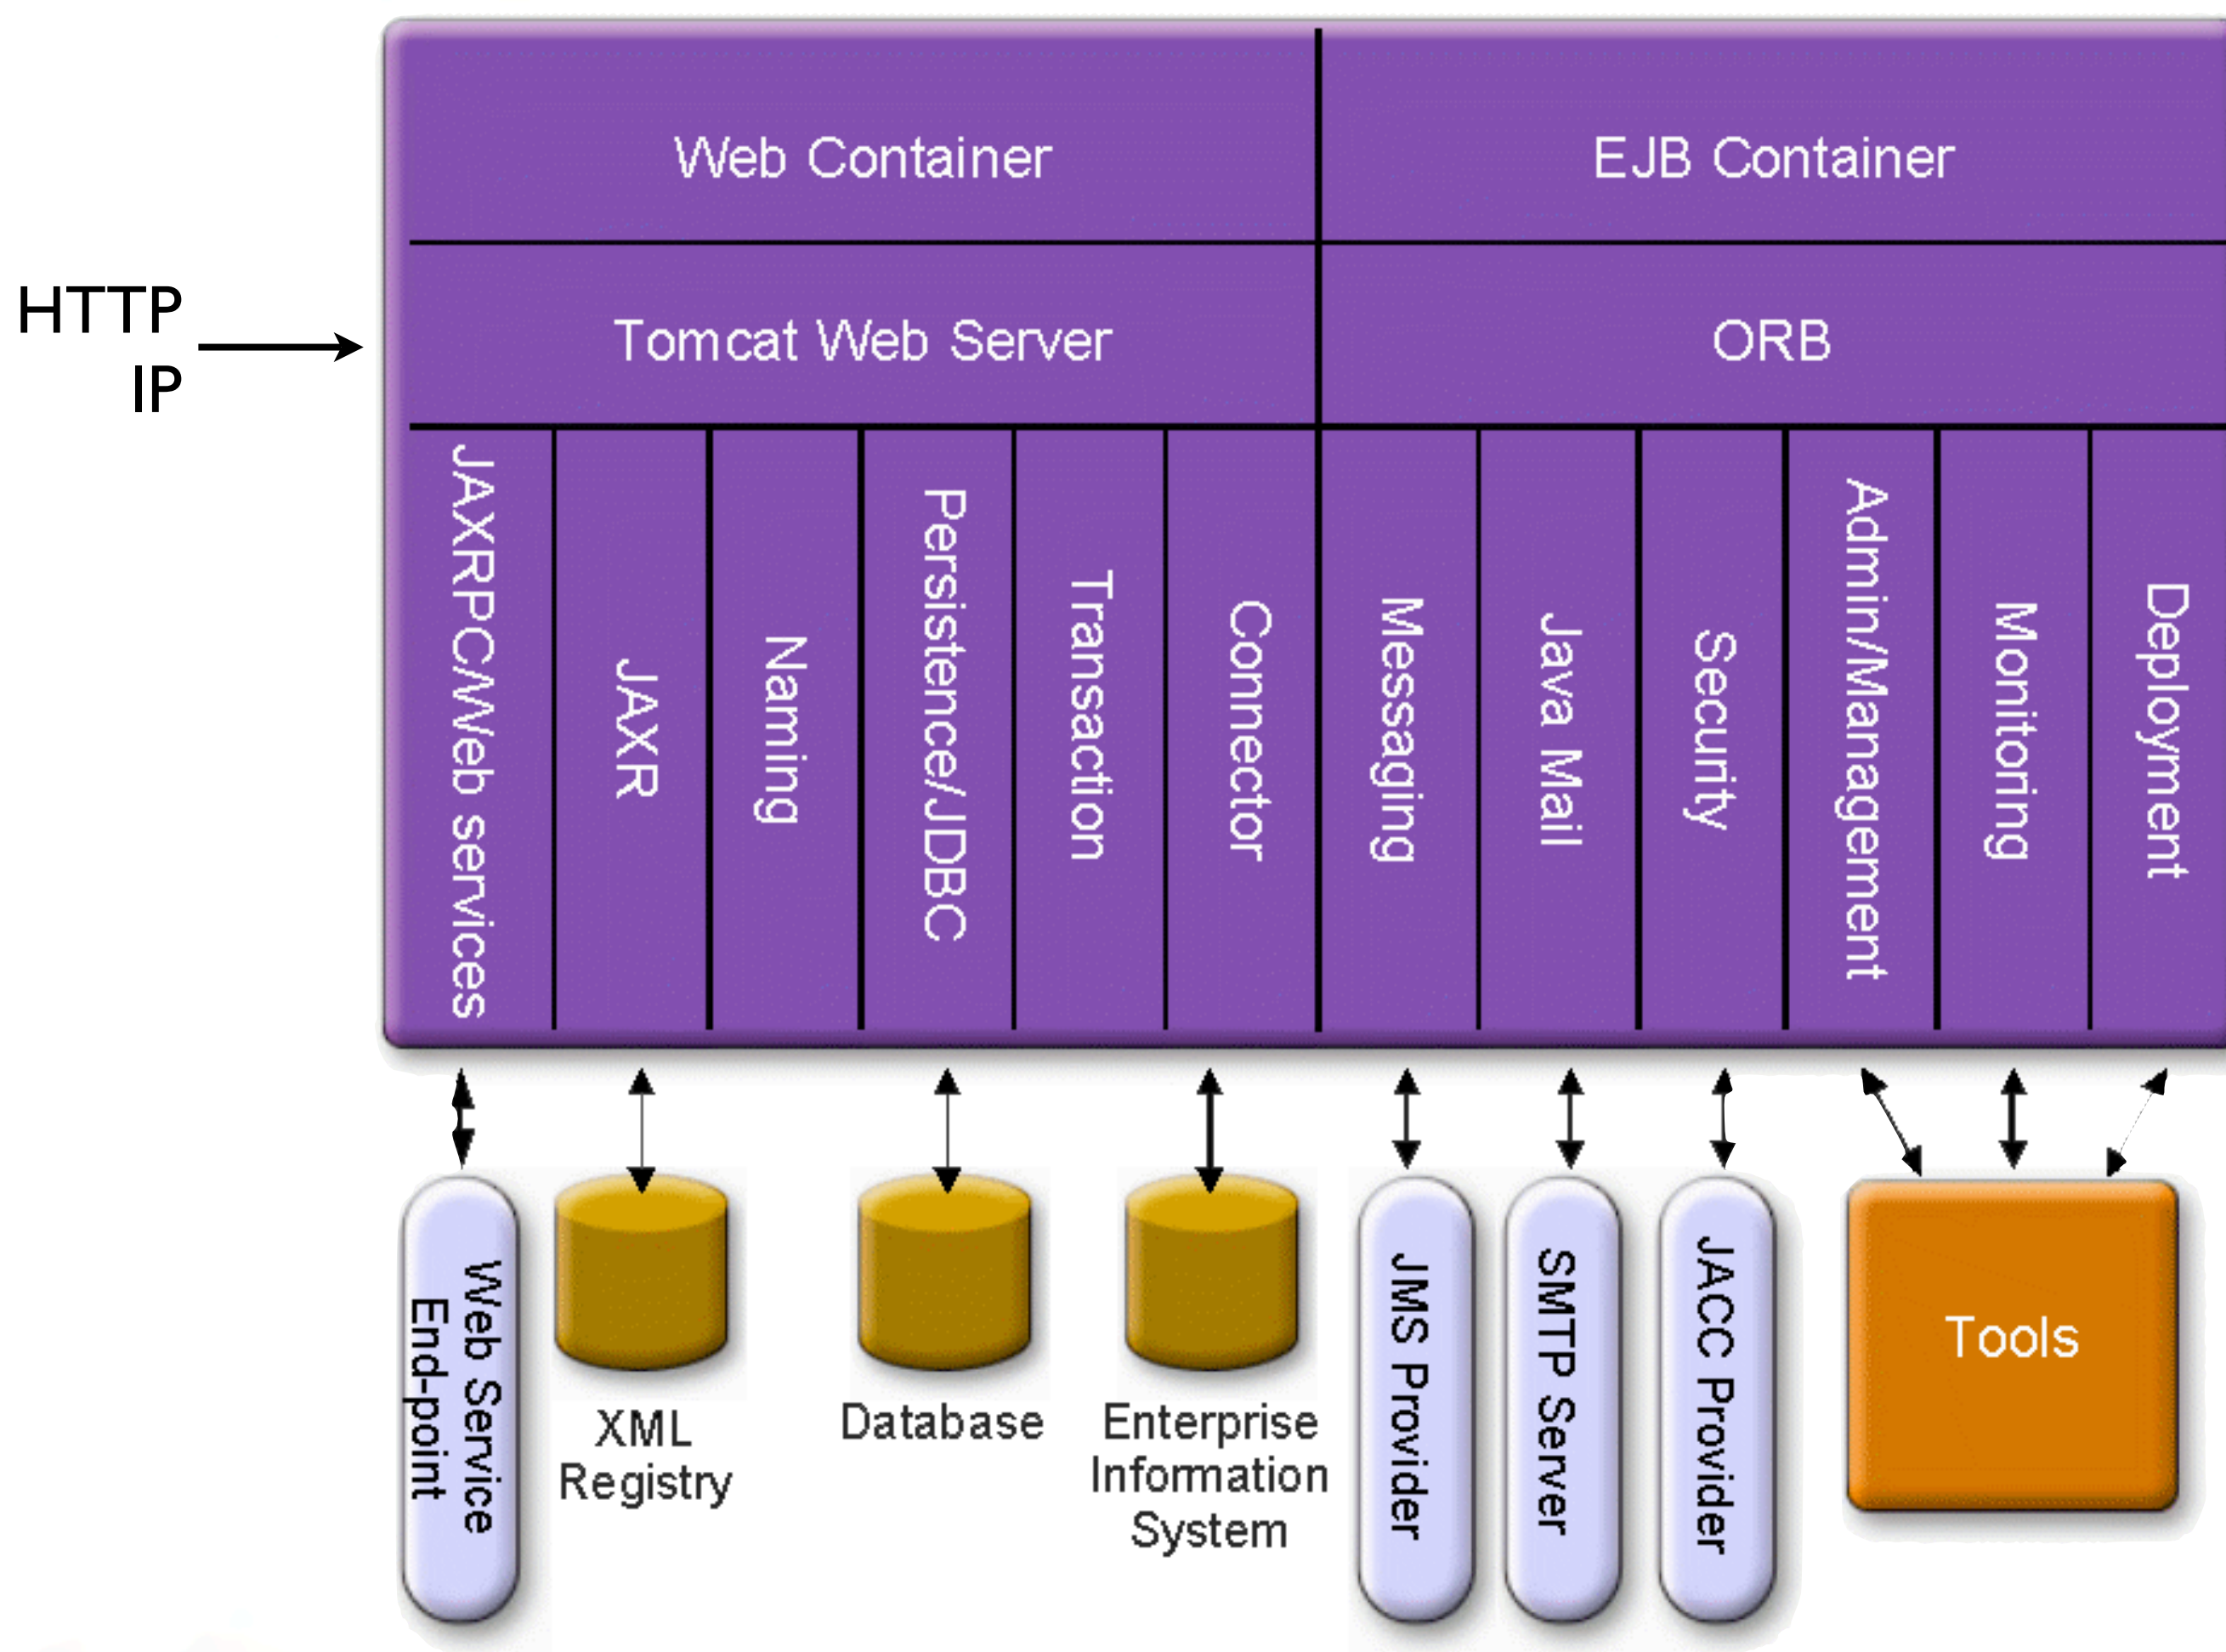 Web Container
EJB Container
HTTP
IP
Tomcat Web Server
ORB
JAXRPC/Web services
JAXR
Naming
Persistence/JDBC
Transaction
Connector
Messaging
Java Mail
Security
Admin/Management
Monitoring
Deployment
Web Service
End-point
XML
Registry
Database
Enterprise
Information
System
JMS Provider
SMTP Server
JACC Provider
Tools